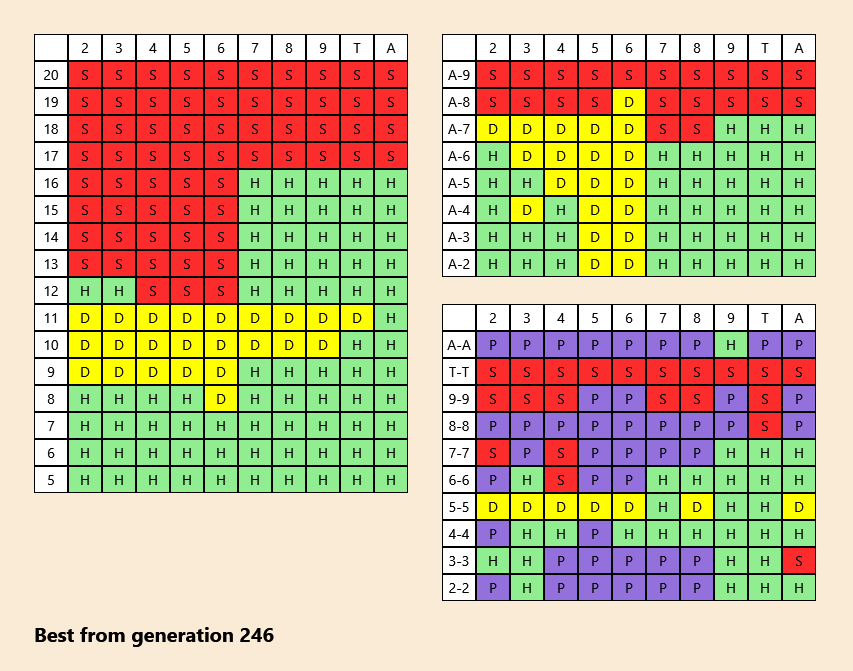 2 3 4 5 6 7 8 9 T A
20 S S S S S S S S S S
19 S S S S S S S S S S
18 S S S S S S S S S S
17 S S S S S S S S S S
16 S S S S S H H H H H
15 S S S S S H H H H H
14 S S S S S H H H H H
13 S S S S S H H H H H
12 H H S S S H H H H H
11 D D D D D D D D D H
10 D D D D D D D D H H
9 D D D D D H H H H H
8 H H H H D H H H H H
7 H H H H H H H H H H
6 H H H H H H H H H H
5 H H H H H H H H H H
2 3 4 5 6 7 8 9 T A
A-9 S S S S S S S S S S
A-8 S S S S D S S S S S
A-7 D D D D D S S H H H
A-6 H D D D D H H H H H
A-5 H H D D D H H H H H
A-4 H D H D D H H H H H
A-3 H H H D D H H H H H
A-2 H H H D D H H H H H
2 3 4 5 6 7 8 9 T A
A-A P P P P P P P H P P
T-T S S S S S S S S S S
9-9 S S S P P S S P S P
8-8 P P P P P P P P S P
7-7 S P S P P P P H H H
6-6 P H S P P H H H H H
5-5 D D D D D H D H H D
4-4 P H H P H H H H H H
3-3 H H P P P P P H H S
2-2 P H P P P P P H H H
Best from generation 246